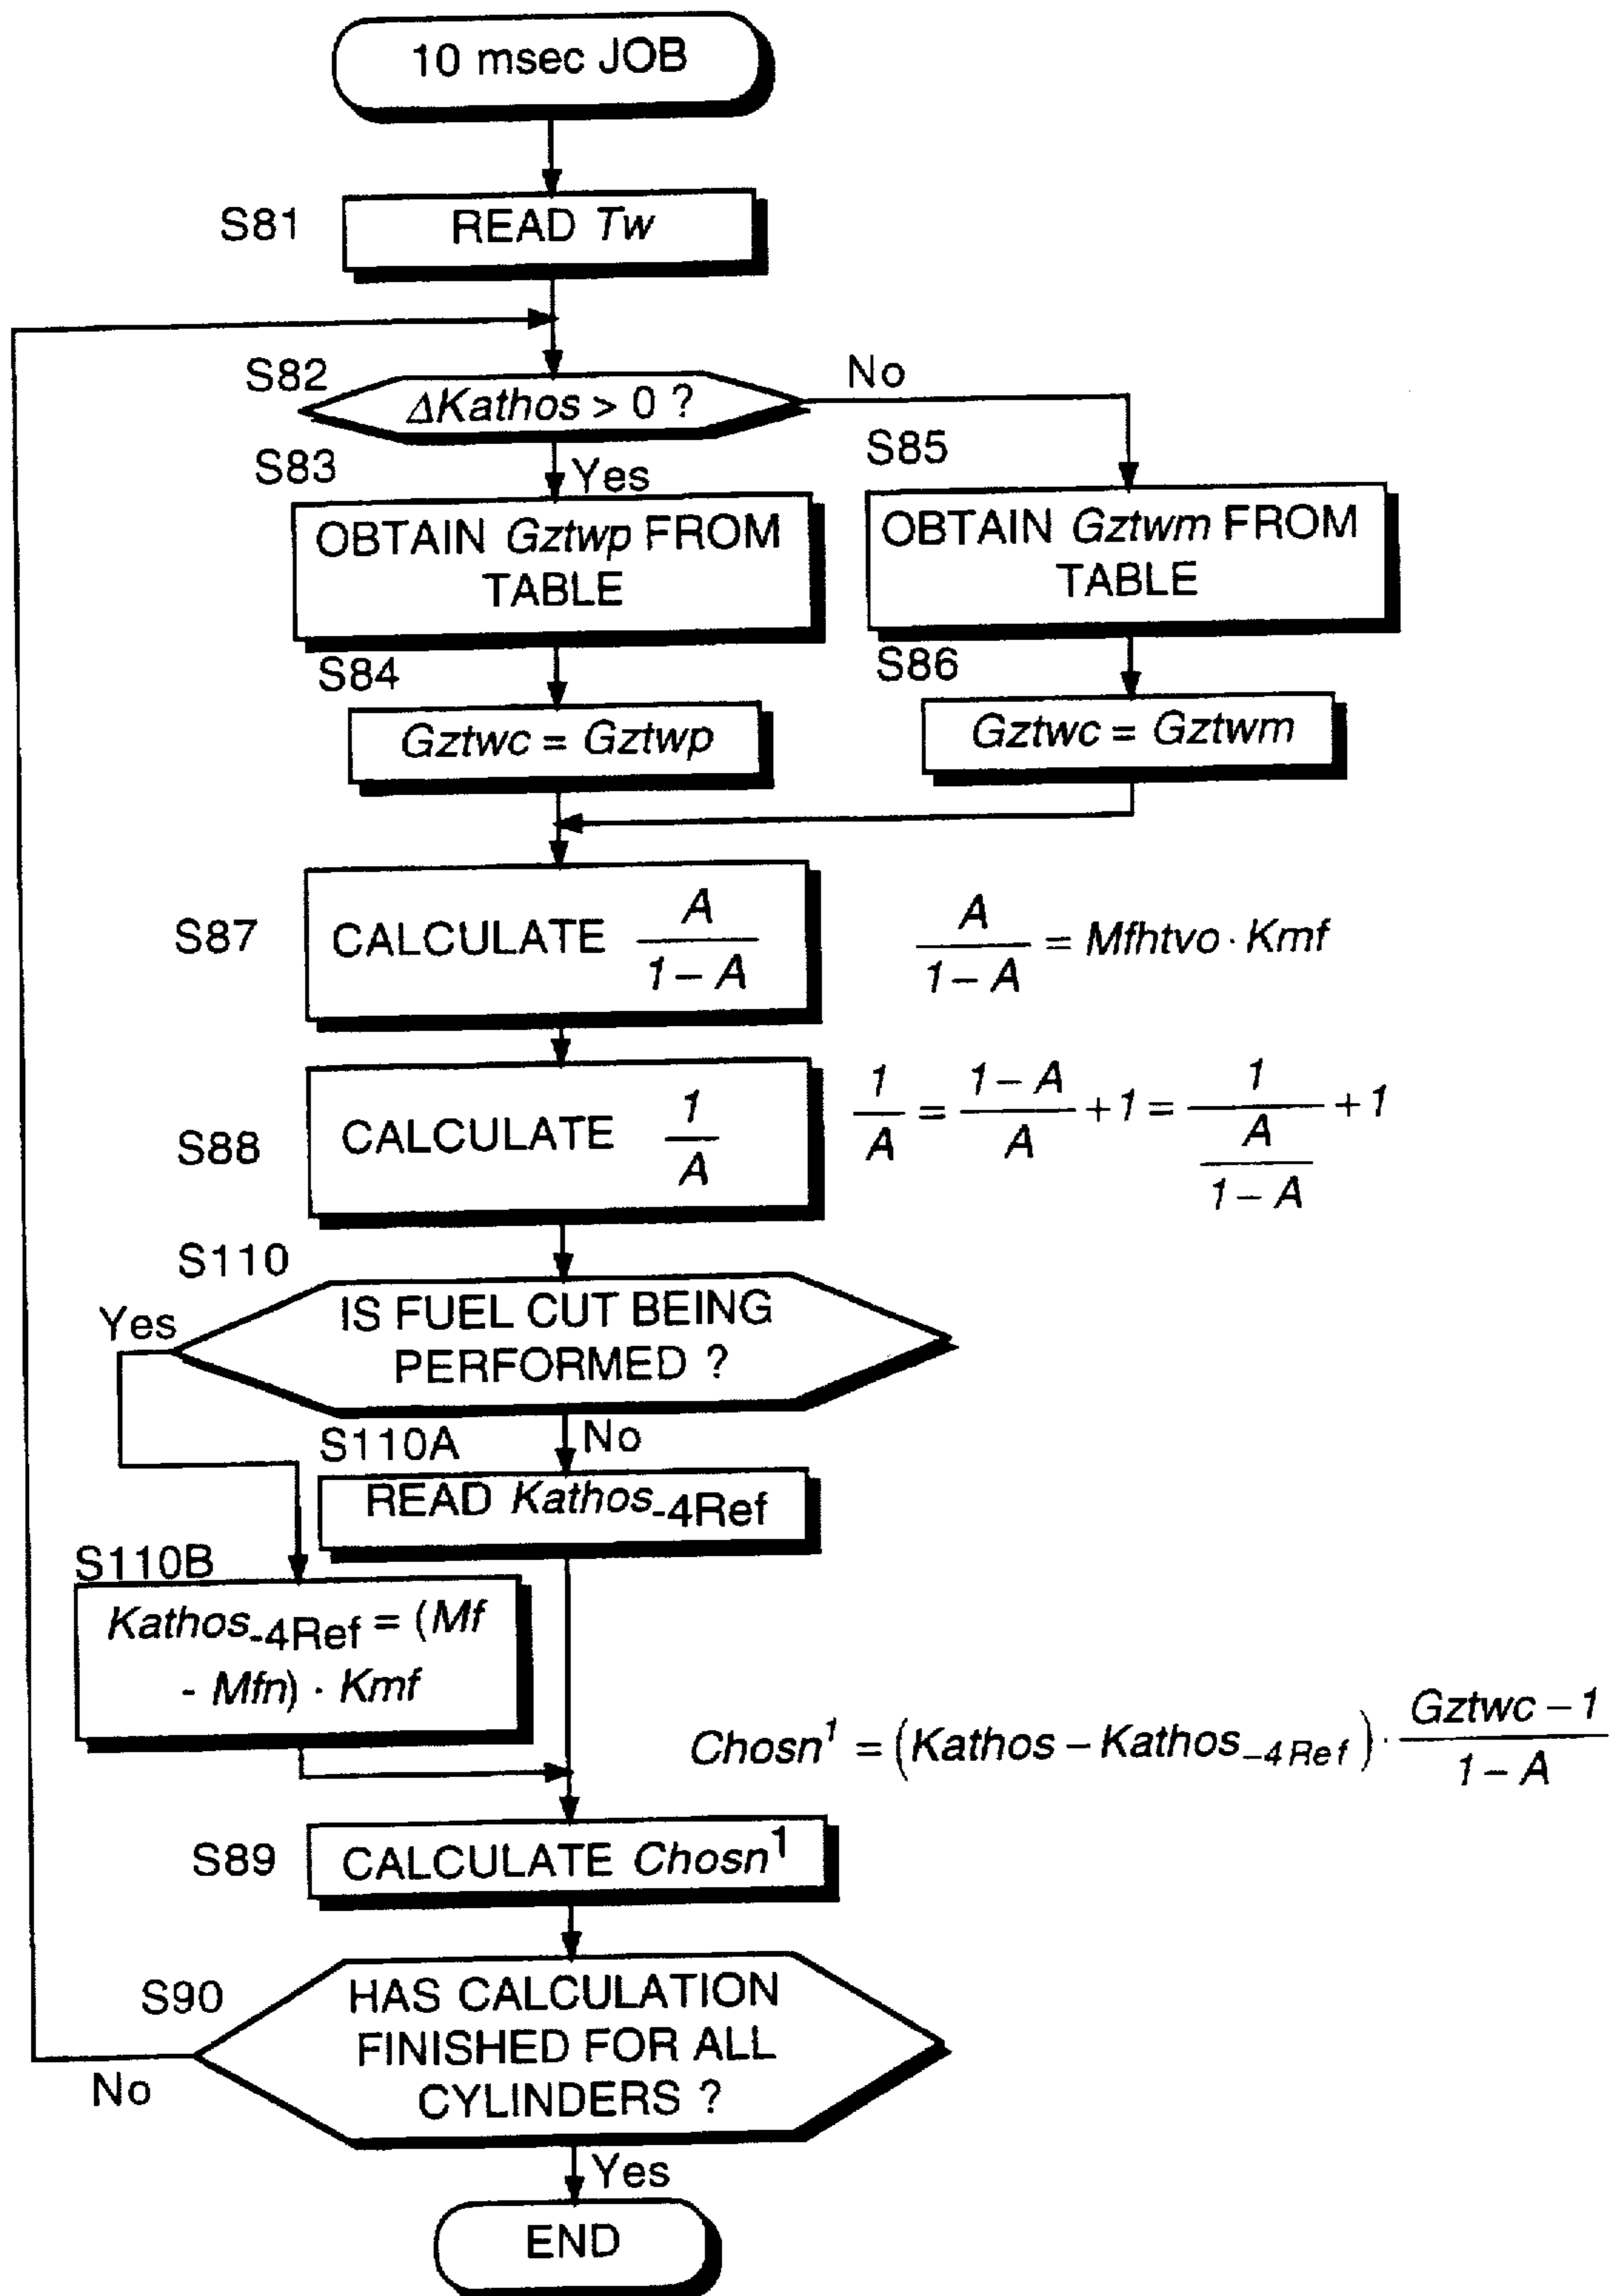 10 msec JOB
S81
READ Tw
S82
ΔKathos > 0 ?
No
S83
Yes
S85
OBTAIN Gztwp FROM
TABLE
OBTAIN Gztwm FROM
TABLE
S84
Gztwc = Gztwp
S86
Gztwc = Gztwm
S87
CALCULATE A / 1 – A
A / 1 – A = Mfhtvo · Kmf
S88
CALCULATE 1 / A
1 / A = 1 – A / A + 1 = 1 / (A / 1 – A) + 1
S110
Yes
IS FUEL CUT BEING
PERFORMED ?
No
S110A
READ Kathos-4Ref
S110B
Kathos-4Ref = (Mf
- Mfn) · Kmf
Chosn¹ = (Kathos – Kathos–4Ref) · Gztwc – 1 / 1 – A
S89
CALCULATE Chosn¹
S90
HAS CALCULATION
FINISHED FOR ALL
CYLINDERS ?
No
Yes
END